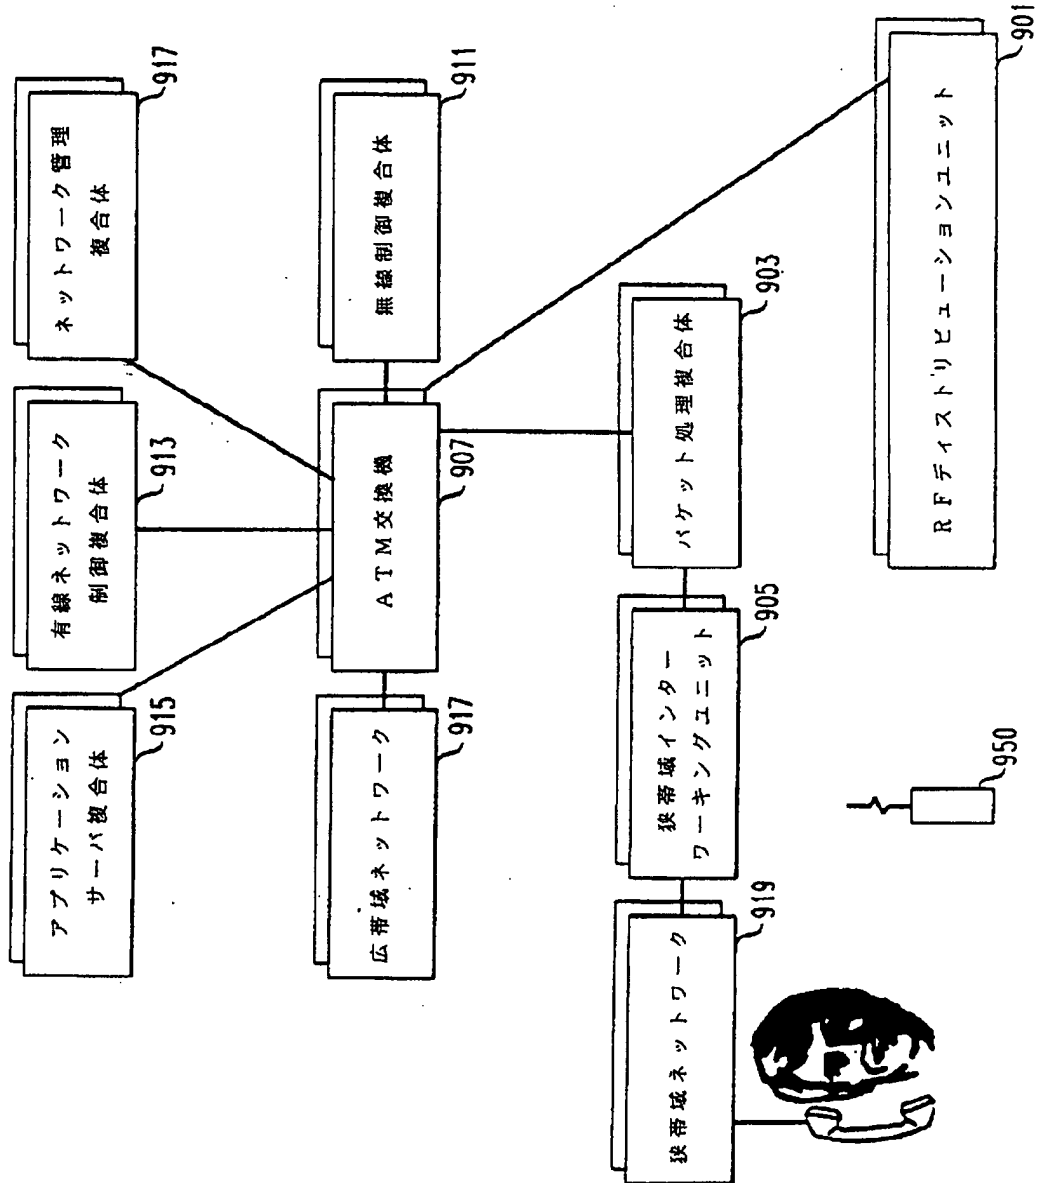 アプリケーション
サーバ複合体
915
有線ネットワーク
制御複合体
913
ネットワーク管理
複合体
917
広帯域ネットワーク
917
ATM交換機
907
無線制御複合体
911
狭帯域ネットワーク
919
狭帯域インター
ワーキングユニット
905
パケット処理複合体
903
950
RFディストリビューションユニット
901